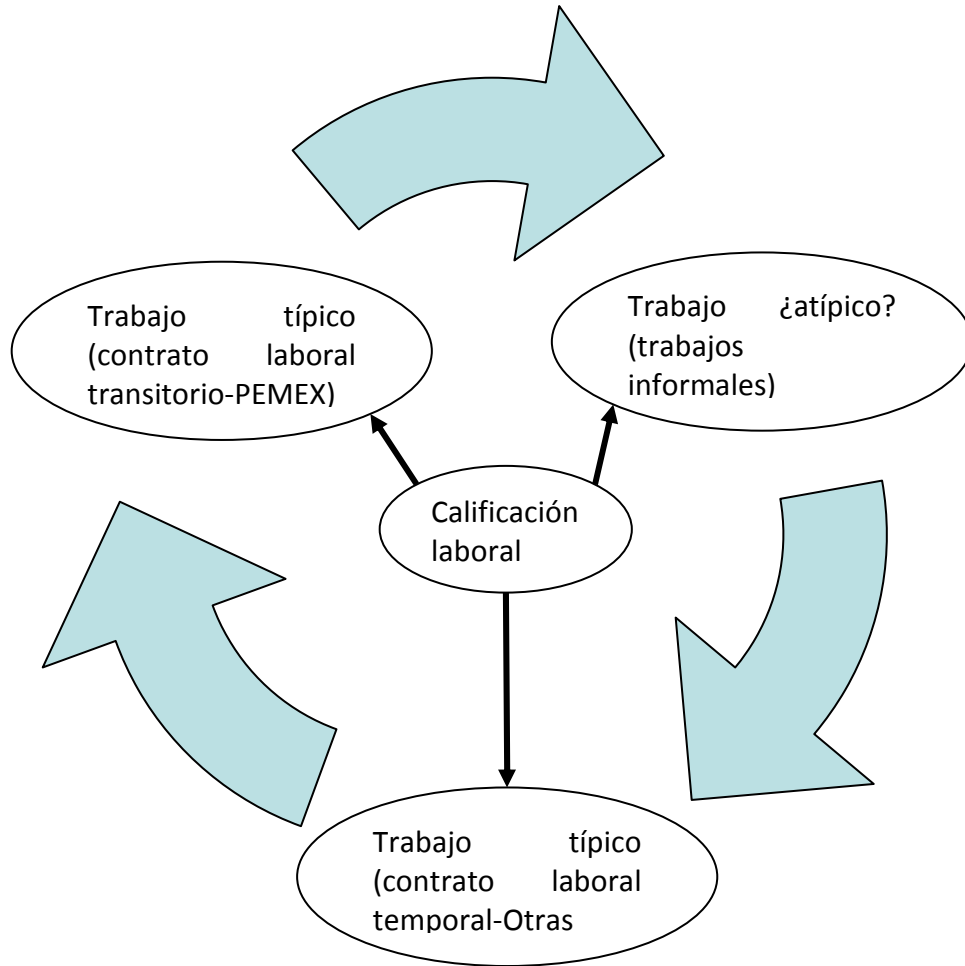 Trabajo típico
(contrato laboral
transitorio-PEMEX)
Trabajo ¿atípico?
(trabajos
informales)
Calificación
laboral
Trabajo típico
(contrato laboral
temporal-Otras